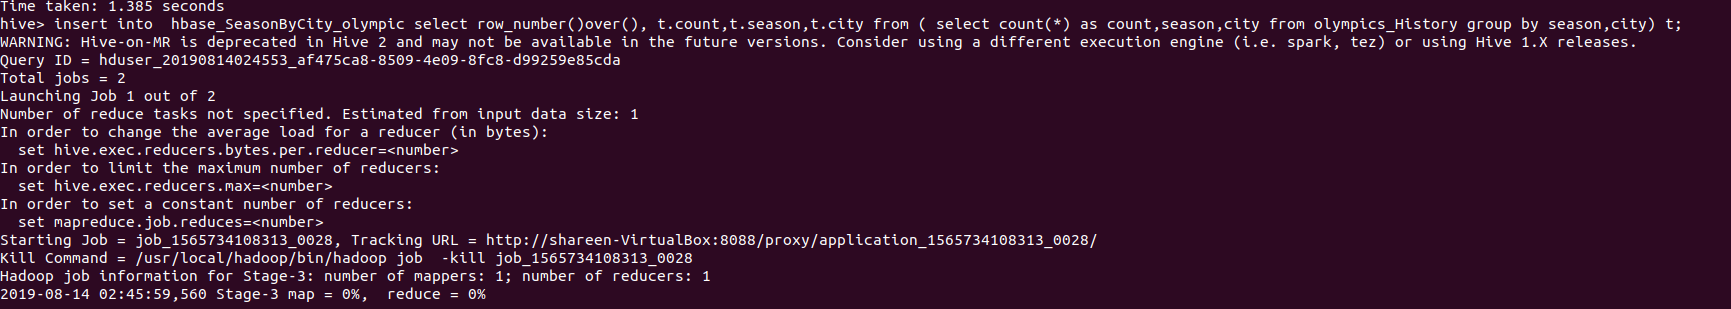 Time taken: 1.385 seconds
hive> insert into  hbase_SeasonByCity_olympic select row_number()over(), t.count,t.season,t.city from ( select count(*) as count,season,city from olympics_History group by season,city) t;
WARNING: Hive-on-MR is deprecated in Hive 2 and may not be available in the future versions. Consider using a different execution engine (i.e. spark, tez) or using Hive 1.X releases.
Query ID = hduser_20190814024553_af475ca8-8509-4e09-8fc8-d99259e85cda
Total jobs = 2
Launching Job 1 out of 2
Number of reduce tasks not specified. Estimated from input data size: 1
In order to change the average load for a reducer (in bytes):
  set hive.exec.reducers.bytes.per.reducer=<number>
In order to limit the maximum number of reducers:
  set hive.exec.reducers.max=<number>
In order to set a constant number of reducers:
  set mapreduce.job.reduces=<number>
Starting Job = job_1565734108313_0028, Tracking URL = http://shareen-VirtualBox:8088/proxy/application_1565734108313_0028/
Kill Command = /usr/local/hadoop/bin/hadoop job  -kill job_1565734108313_0028
Hadoop job information for Stage-3: number of mappers: 1; number of reducers: 1
2019-08-14 02:45:59,560 Stage-3 map = 0%,  reduce = 0%